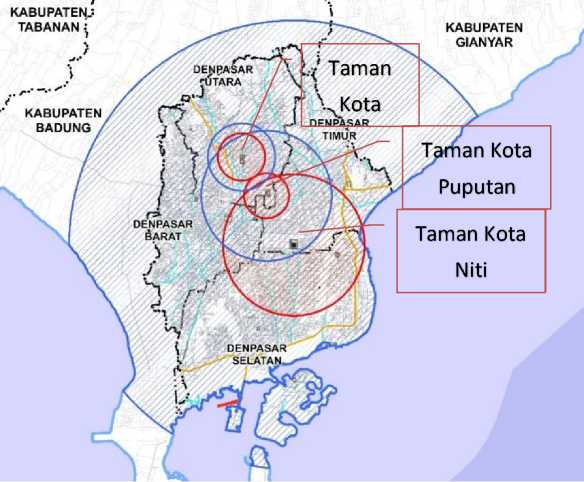 KABUPATEN
TABANAN
KABUPATEN
GIANYAR
DENPASAR
UTARA
Taman
Kota
KABUPATEN
BADUNG
DENPASAR
TIMUR
Taman Kota
Puputan
DENPASAR
BARAT
Taman Kota
Niti
DENPASAR
SELATAN